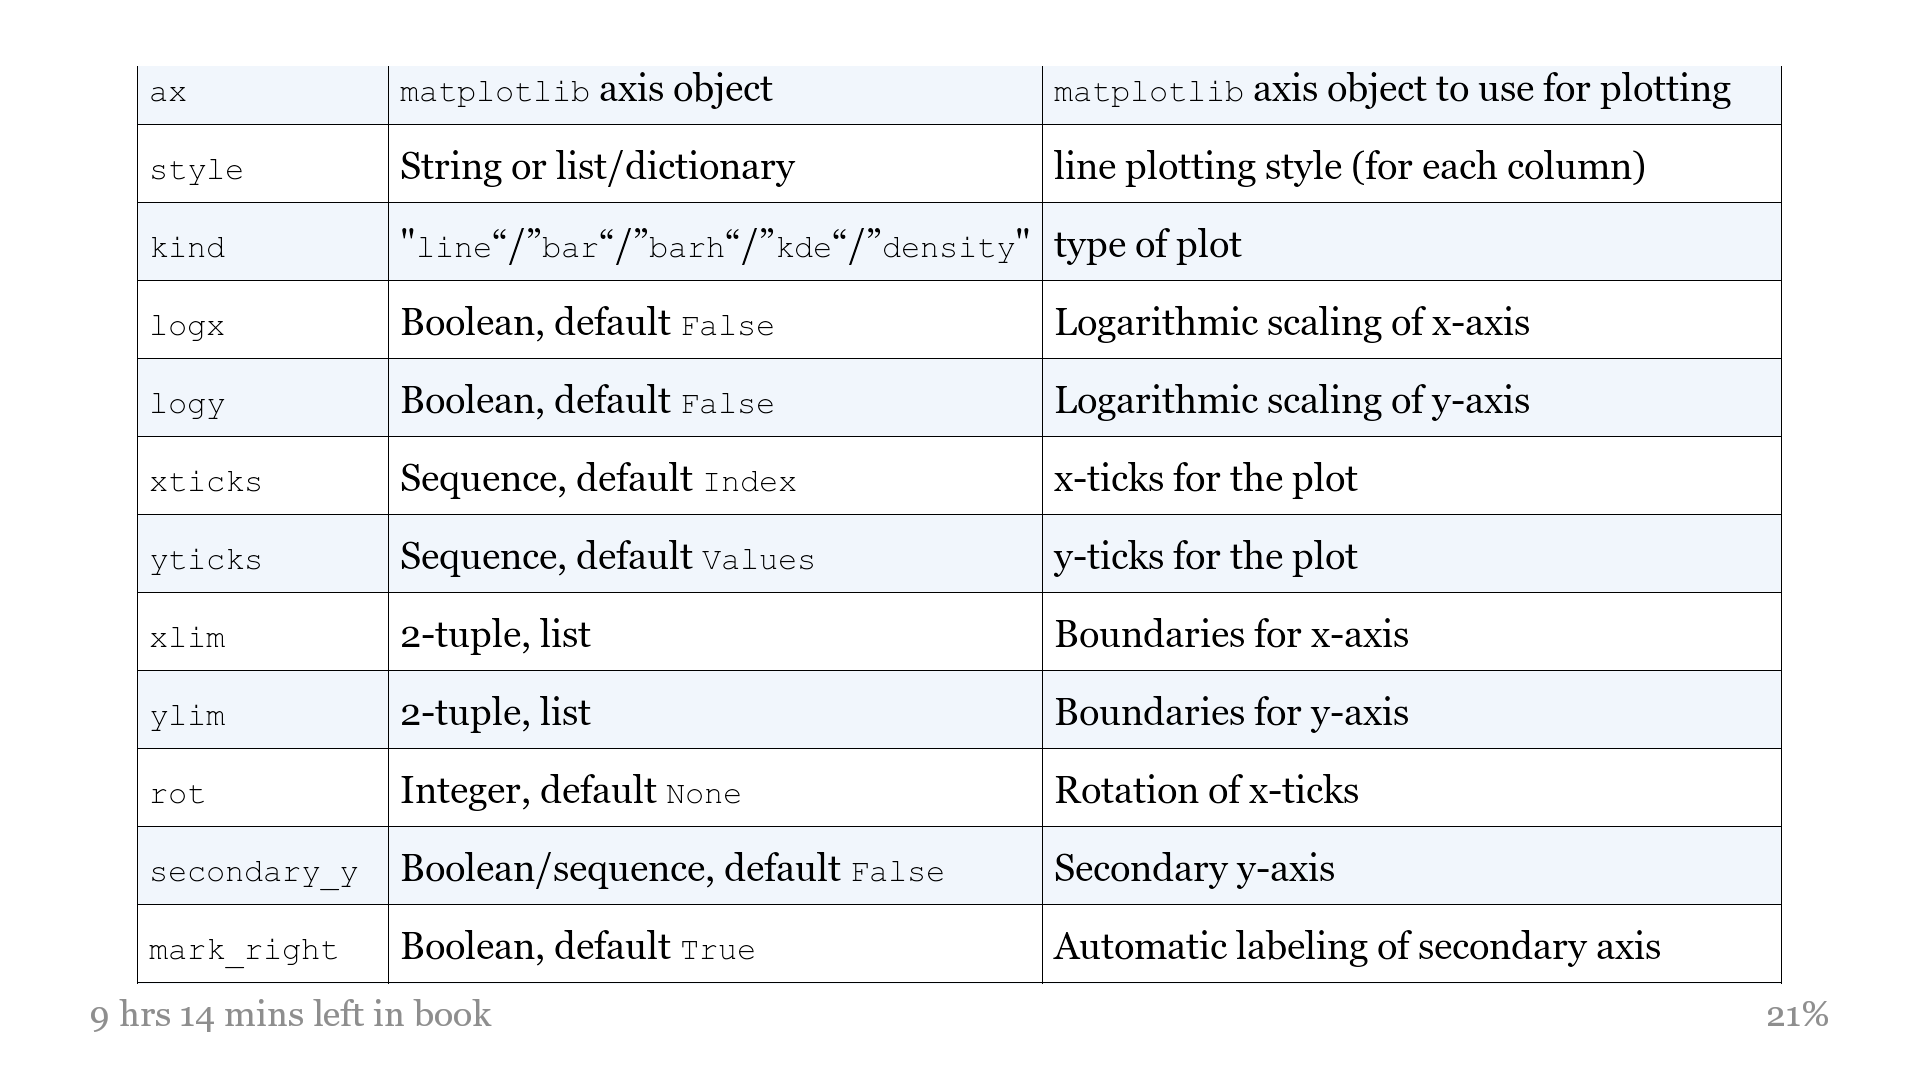 ax matplotlib axis object matplotlib axis object to use for plotting
style String or list/dictionary line plotting style (for each column)
kind "line“/”bar“/”barh“/”kde“/”density" type of plot
logx Boolean, default False Logarithmic scaling of x-axis
logy Boolean, default False Logarithmic scaling of y-axis
xticks Sequence, default Index x-ticks for the plot
yticks Sequence, default Values y-ticks for the plot
xlim 2-tuple, list Boundaries for x-axis
ylim 2-tuple, list Boundaries for y-axis
rot Integer, default None Rotation of x-ticks
secondary_y Boolean/sequence, default False Secondary y-axis
mark_right Boolean, default True Automatic labeling of secondary axis
9 hrs 14 mins left in book 21%